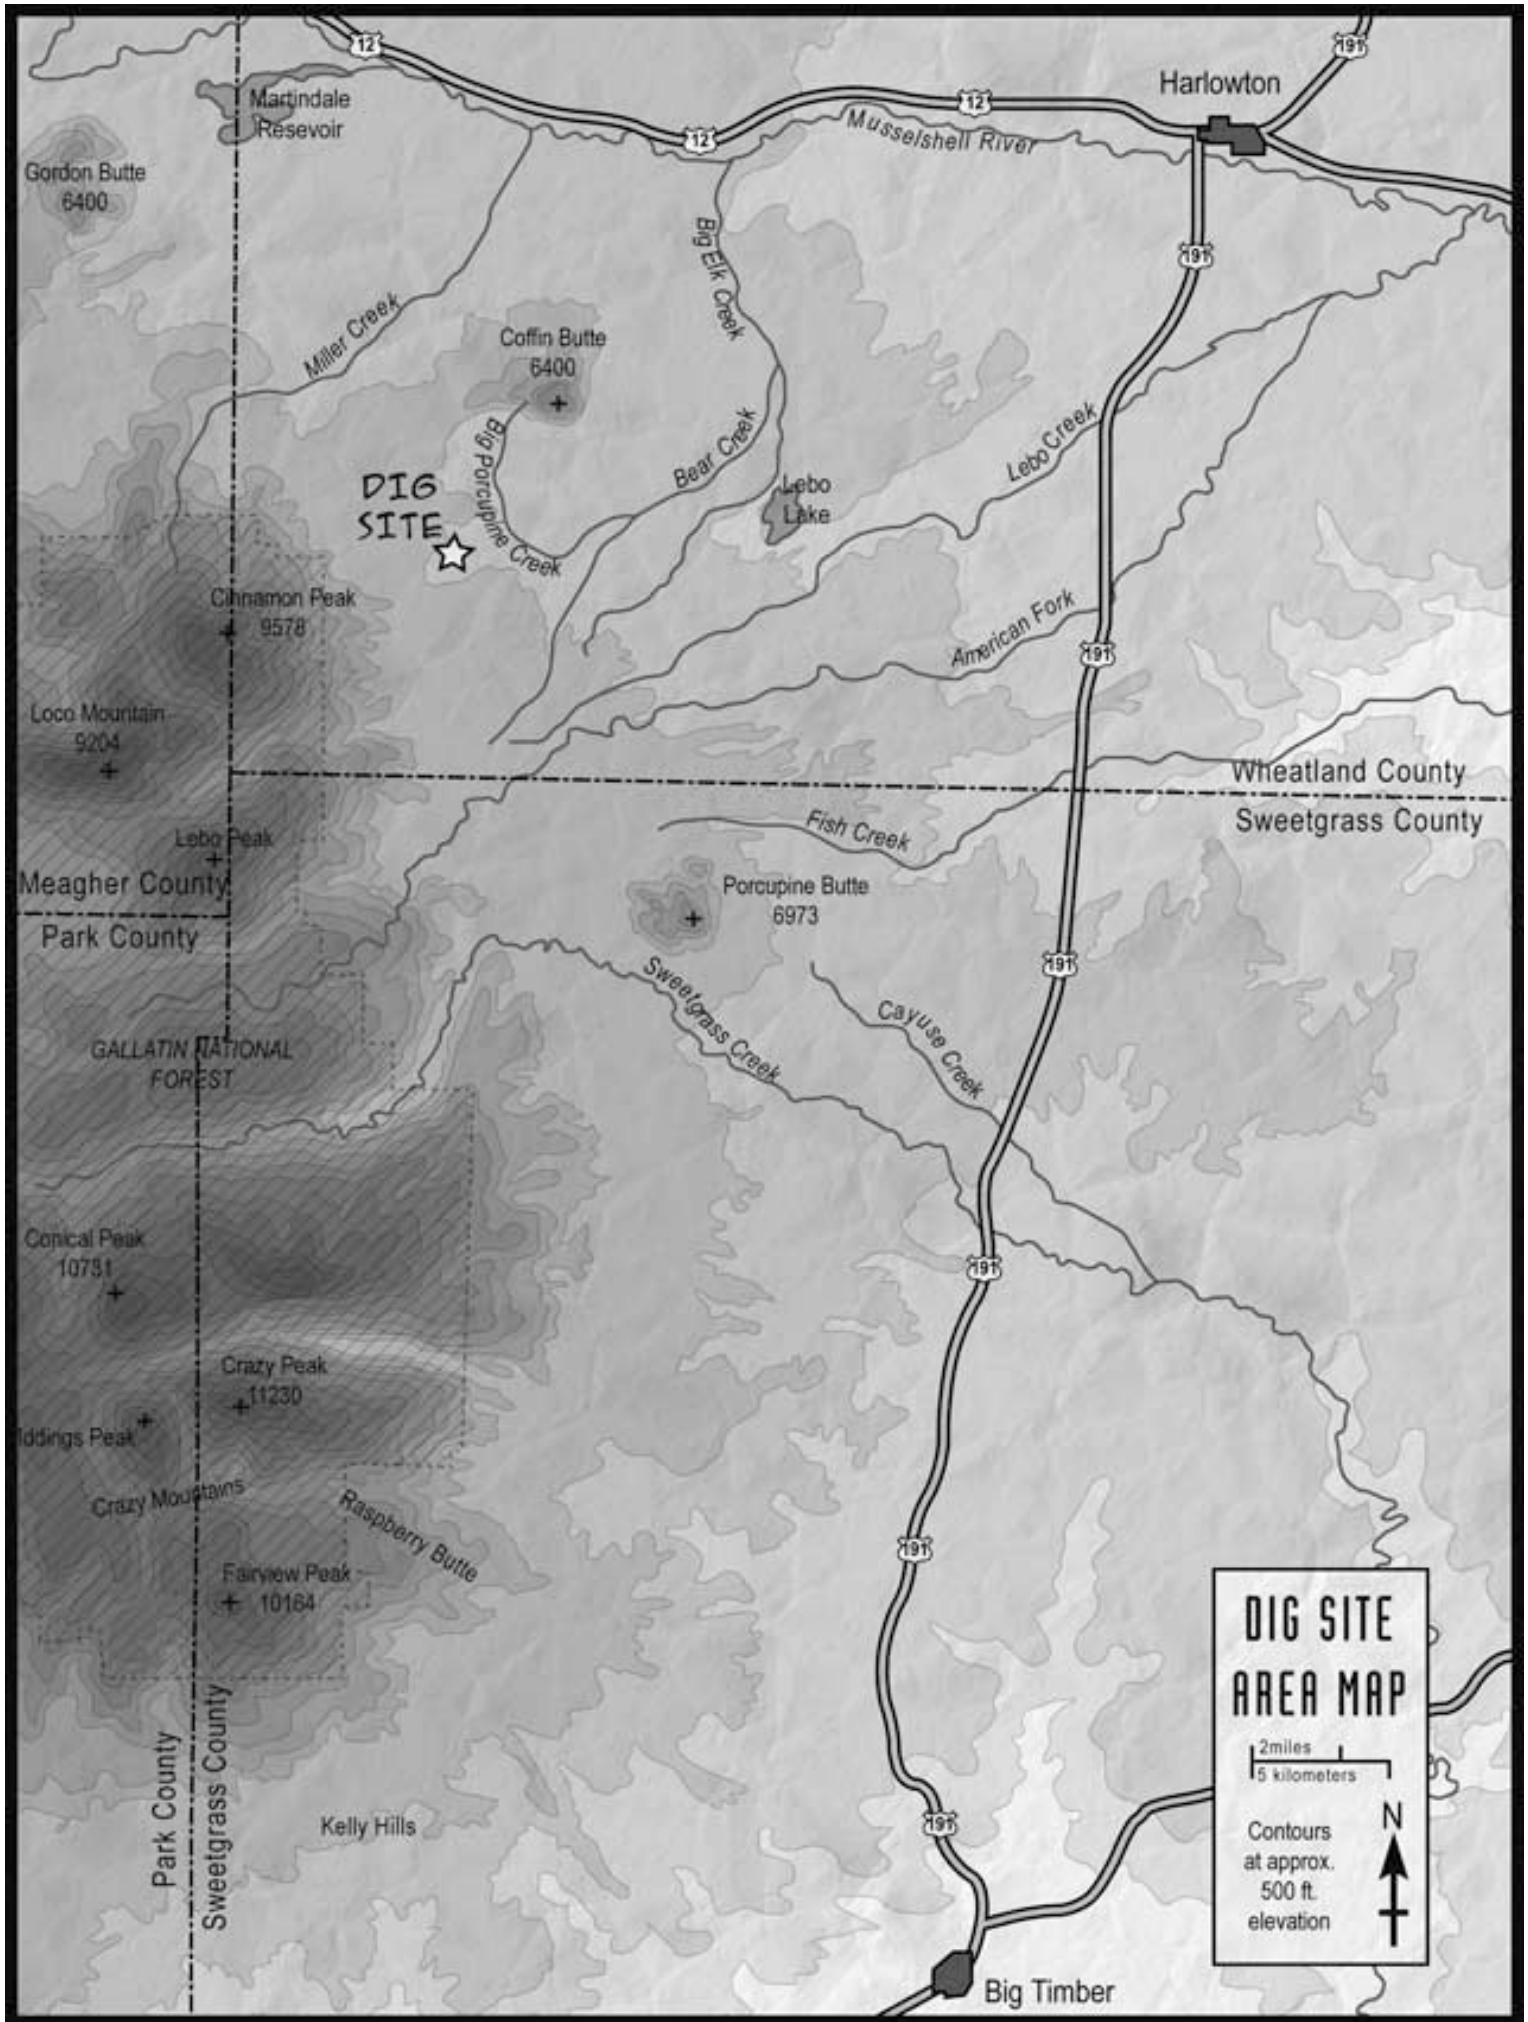 12
191
Harlowton
12
Martindale
Resevoir
12
Musselshell River
Gordon Butte
6400
191
Big Elk Creek
Miller Creek
Coffin Butte
6400
Big Porcupine Creek
Bear Creek
Lebo Creek
DIG
SITE
Lebo
Lake
Cinnamon Peak
9578
American Fork
191
Loco Mountain
9204
Wheatland County
Sweetgrass County
Fish Creek
Lebo Peak
Meagher County
Park County
Porcupine Butte
6973
191
Sweetgrass Creek
Cayuse Creek
GALLATIN NATIONAL
FOREST
Conical Peak
10731
191
Crazy Peak
11230
Iddings Peak
Crazy Mountains
Raspberry Butte
191
Fairview Peak
10164
DIG SITE
AREA MAP
2miles
5 kilometers
N
Contours
at approx.
500 ft.
elevation
Park County
Sweetgrass County
Kelly Hills
191
Big Timber